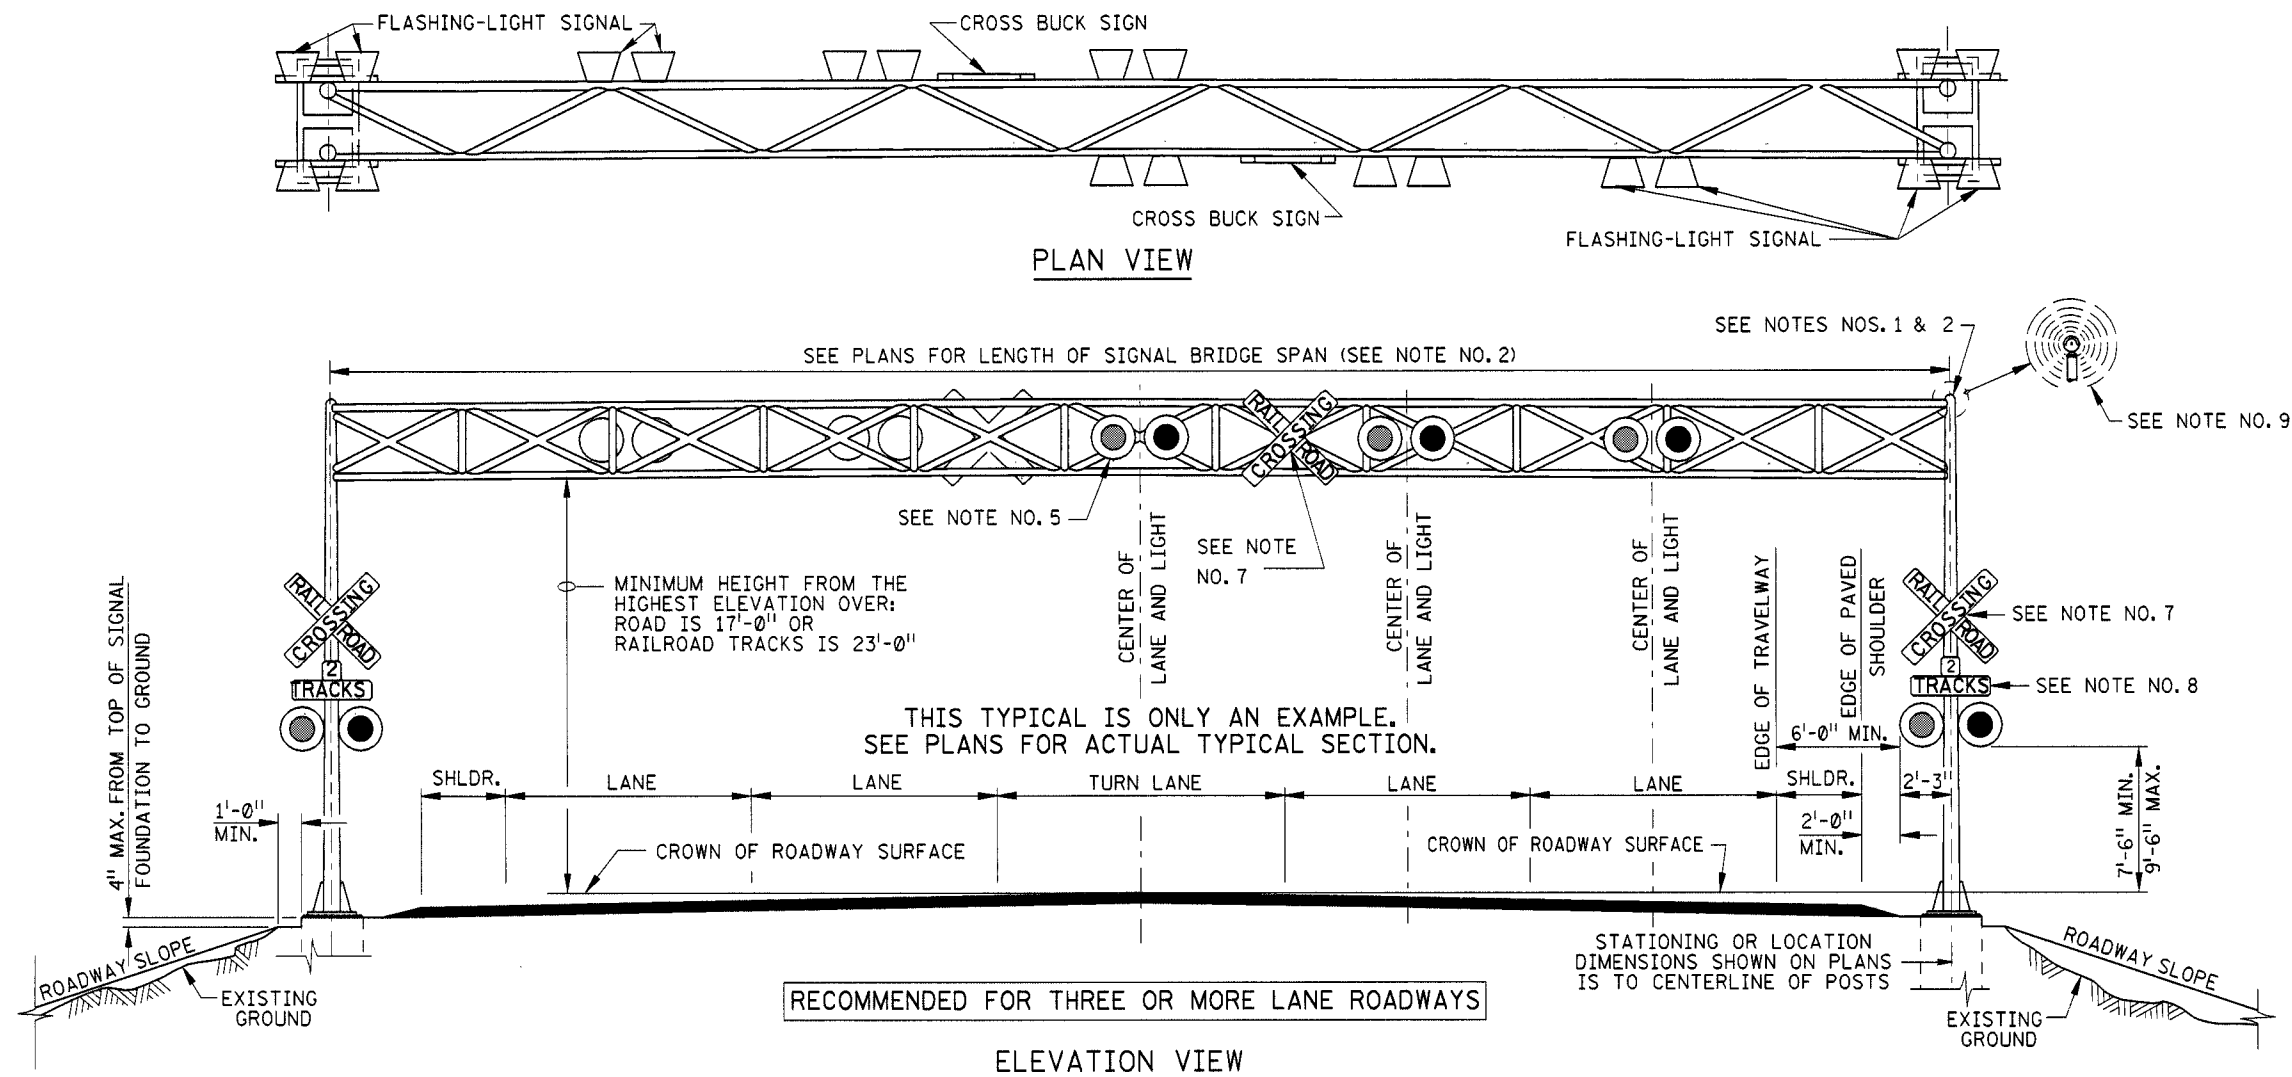 FLASHING-LIGHT SIGNAL
CROSS BUCK SIGN
CROSS BUCK SIGN
FLASHING-LIGHT SIGNAL
PLAN VIEW
SEE NOTES NOS. 1 & 2
SEE PLANS FOR LENGTH OF SIGNAL BRIDGE SPAN (SEE NOTE NO. 2)
SEE NOTE NO. 9
RAIL ROAD
CROSSING
SEE NOTE NO. 5
SEE NOTE
NO. 7
CENTER OF
LANE AND LIGHT
CENTER OF
LANE AND LIGHT
CENTER OF
LANE AND LIGHT
EDGE OF TRAVELWAY
EDGE OF PAVED
SHOULDER
MINIMUM HEIGHT FROM THE
HIGHEST ELEVATION OVER:
ROAD IS 17'-0" OR
RAILROAD TRACKS IS 23'-0"
4" MAX. FROM TOP OF SIGNAL
FOUNDATION TO GROUND
RAIL ROAD
CROSSING
2
TRACKS
RAIL ROAD
CROSSING
SEE NOTE NO. 7
2
TRACKS
SEE NOTE NO. 8
THIS TYPICAL IS ONLY AN EXAMPLE.
SEE PLANS FOR ACTUAL TYPICAL SECTION.
6'-0" MIN.
SHLDR.
LANE
LANE
TURN LANE
LANE
LANE
SHLDR.
2'-3"
7'-6" MIN.
9'-6" MAX.
1'-0"
MIN.
2'-0"
MIN.
CROWN OF ROADWAY SURFACE
CROWN OF ROADWAY SURFACE
ROADWAY SLOPE
EXISTING
GROUND
STATIONING OR LOCATION
DIMENSIONS SHOWN ON PLANS
IS TO CENTERLINE OF POSTS
ROADWAY SLOPE
EXISTING
GROUND
RECOMMENDED FOR THREE OR MORE LANE ROADWAYS
ELEVATION VIEW